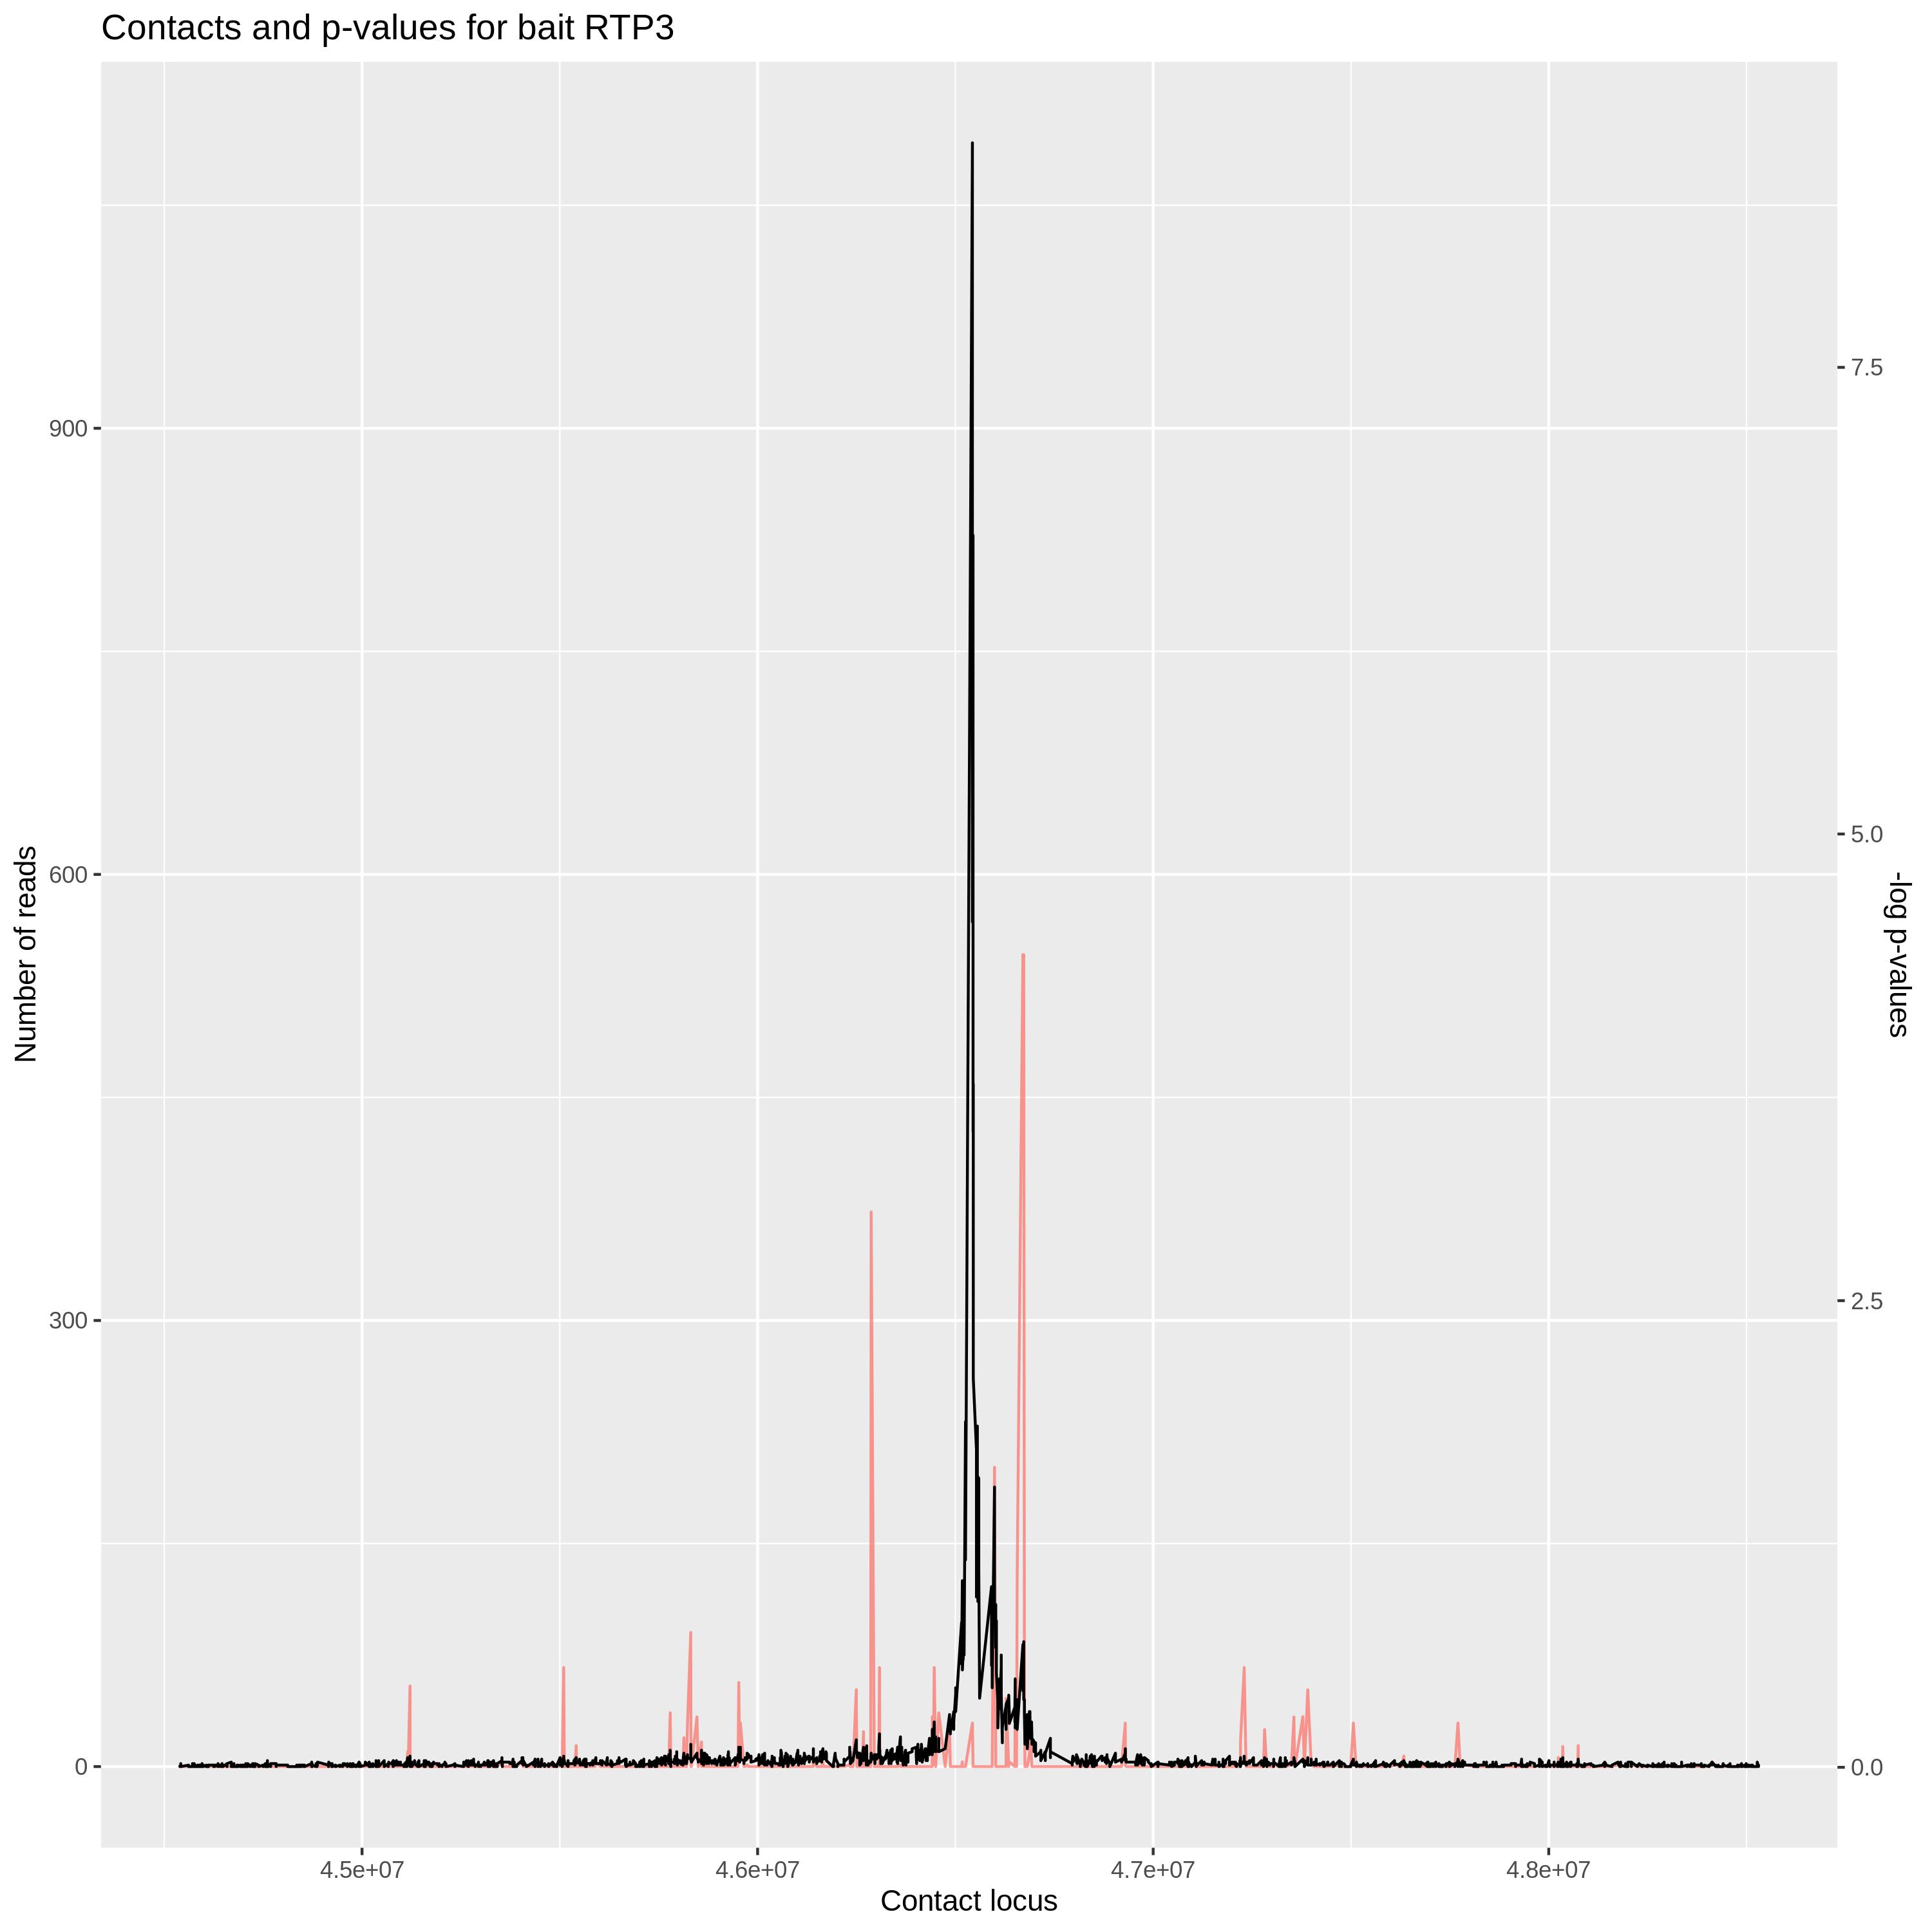 Contacts and p-values for bait RTP3
900
600
300
0
7.5
5.0
2.5
0.0
Number of reads
-log p-values
4.5e+07
4.6e+07
4.7e+07
4.8e+07
Contact locus